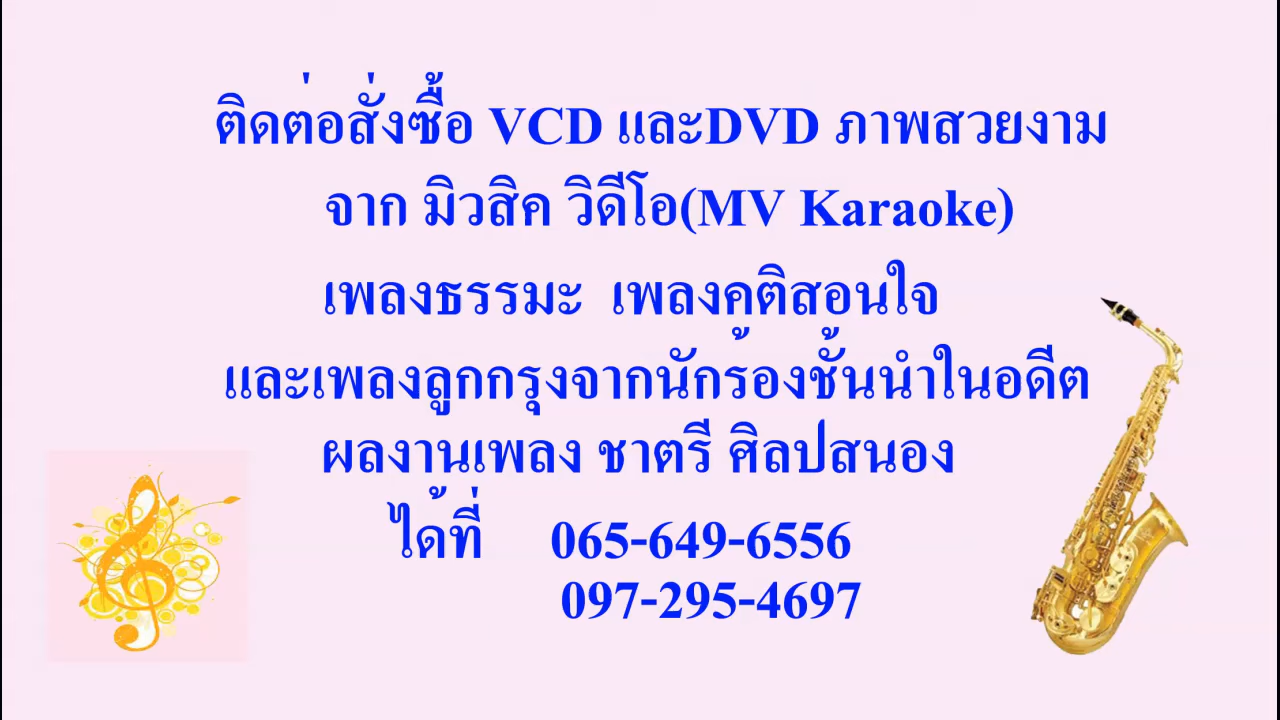 ติดต่อสั่งซื้อ VCD และDVD ภาพสวยงาม
จาก มิวสิค วิดีโอ(MV Karaoke)
เพลงธรรมะ เพลงคติสอนใจ
และเพลงลูกกรุงจากนักร้องชั้นนำในอดีต
ผลงานเพลง ชาตรี ศิลปสนอง
ได้ที่ 065-649-6556
097-295-4697